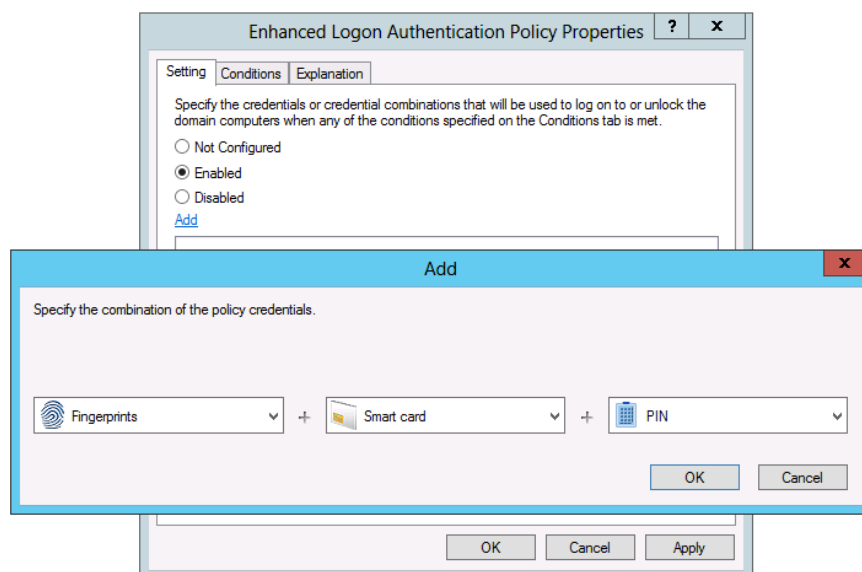 Enhanced Logon Authentication Policy Properties ? x
Setting Conditions Explanation
Specify the credentials or credential combinations that will be used to log on to or unlock the
domain computers when any of the conditions specified on the Conditions tab is met.
Not Configured
Enabled
Disabled
Add
Add x
Specify the combination of the policy credentials.
Fingerprints + Smart card + PIN
OK Cancel
OK Cancel Apply